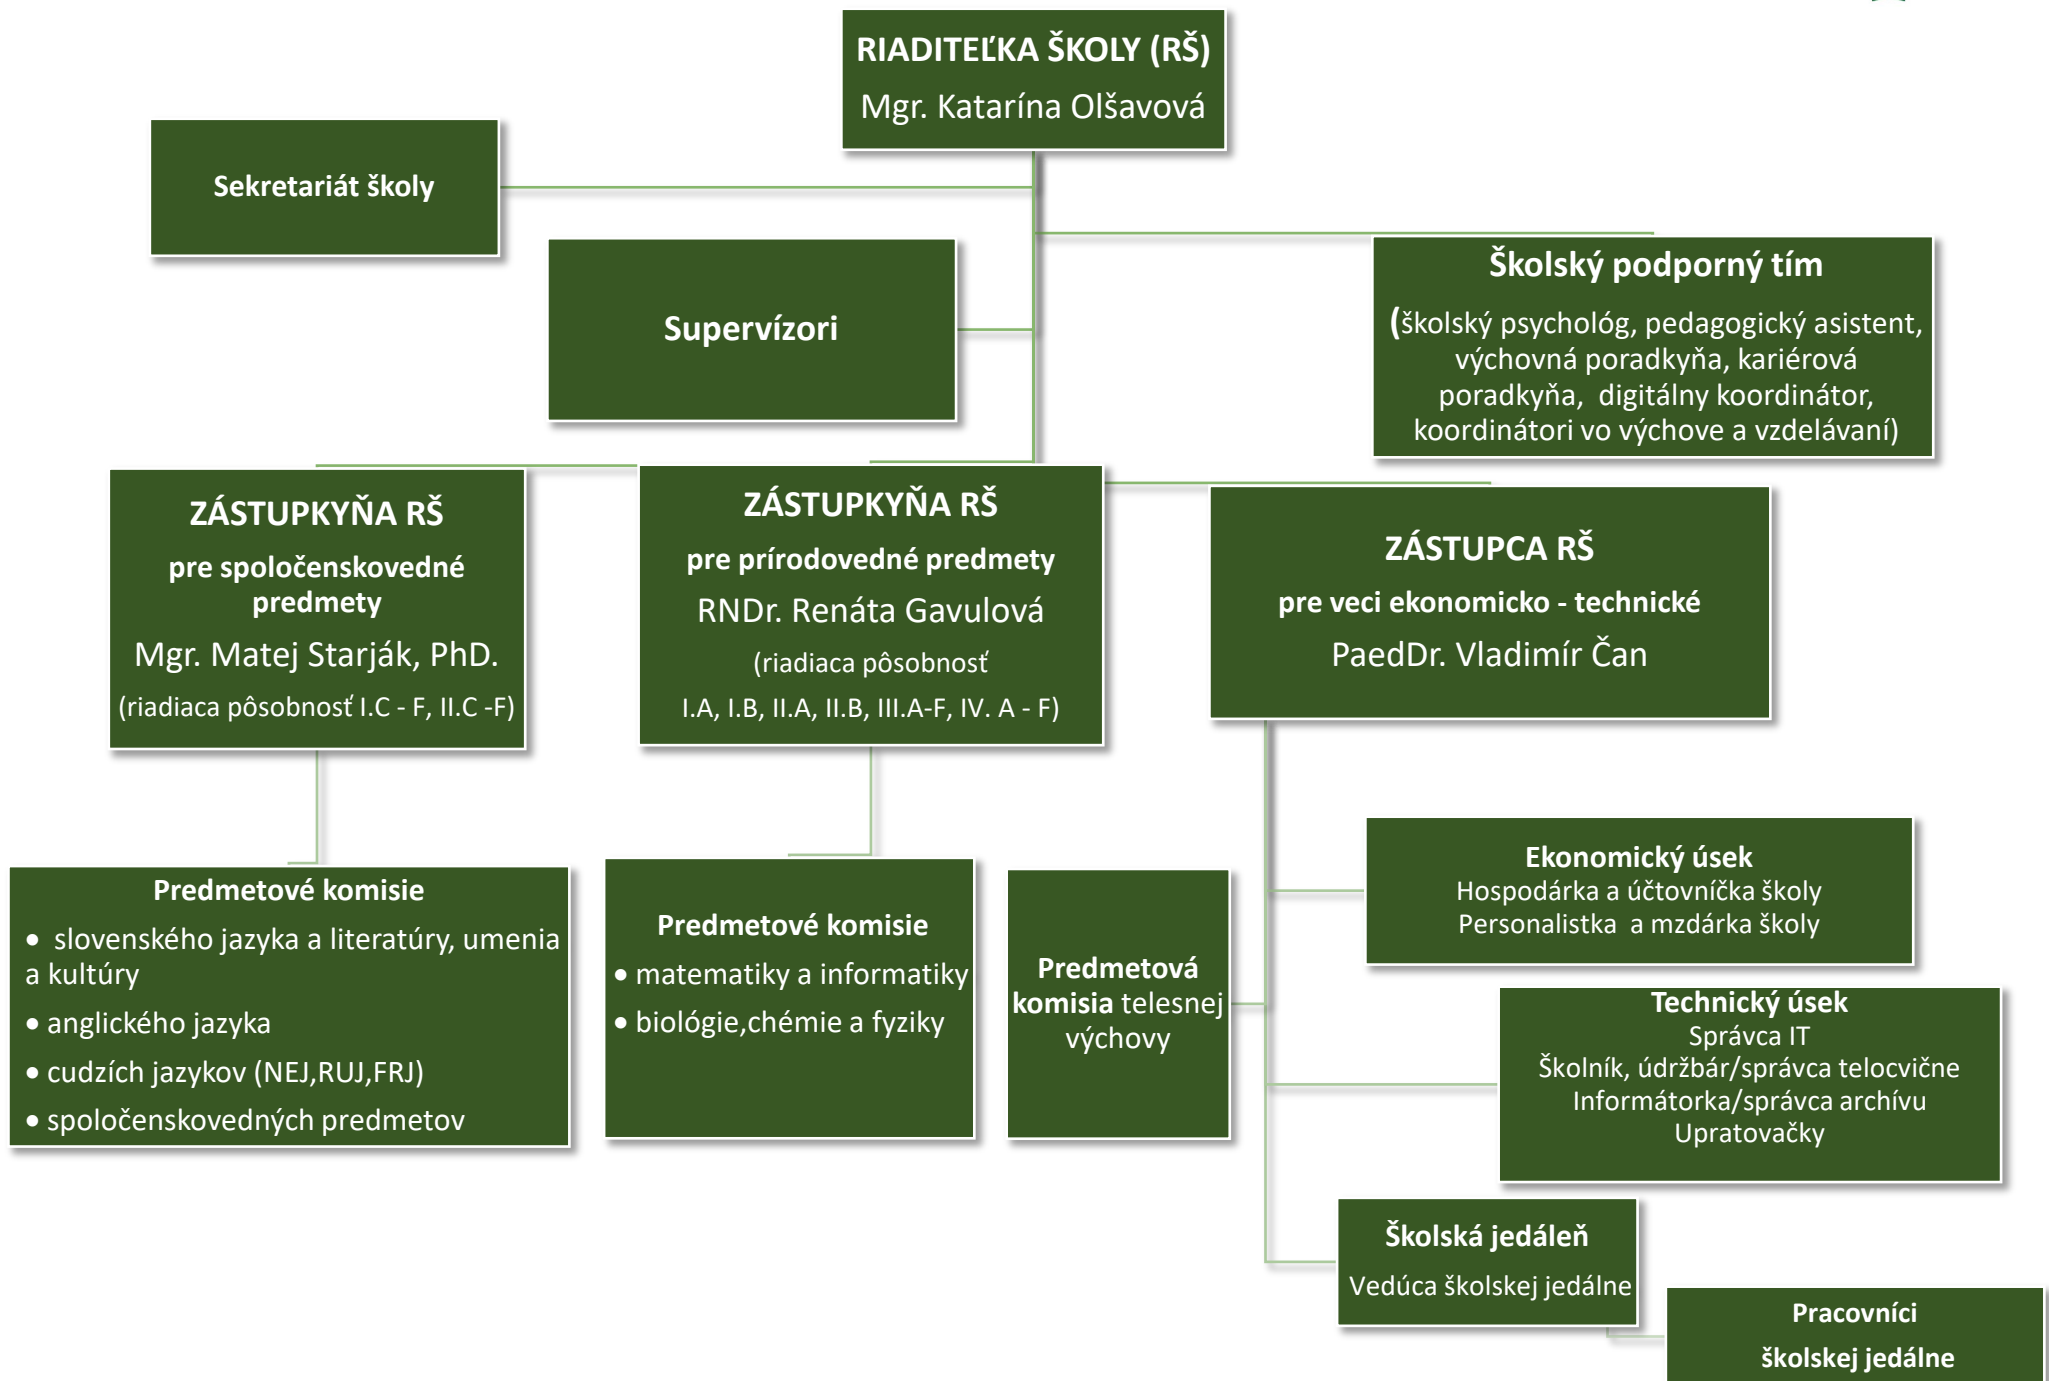 RIADITEĽKA ŠKOLY (RŠ)
Mgr. Katarína Olšavová
Sekretariát školy
Supervízori
Školský podporný tím
(školský psychológ, pedagogický asistent,
výchovná poradkyňa, kariérová
poradkyňa, digitálny koordinátor,
koordinátori vo výchove a vzdelávaní)
ZÁSTUPKYŇA RŠ
pre spoločenskovedné
predmety
Mgr. Matej Starják, PhD.
(riadiaca pôsobnosť I.C - F, II.C -F)
ZÁSTUPKYŇA RŠ
pre prírodovedné predmety
RNDr. Renáta Gavulová
(riadiaca pôsobnosť
I.A, I.B, II.A, II.B, III.A-F, IV. A - F)
ZÁSTUPCA RŠ
pre veci ekonomicko - technické
PaedDr. Vladimír Čan
Predmetové komisie
• slovenského jazyka a literatúry, umenia
a kultúry
• anglického jazyka
• cudzích jazykov (NEJ,RUJ,FRJ)
• spoločenskovedných predmetov
Predmetové komisie
• matematiky a informatiky
• biológie,chémie a fyziky
Predmetová
komisia telesnej
výchovy
Ekonomický úsek
Hospodárka a účtovníčka školy
Personalistka a mzdárka školy
Technický úsek
Správca IT
Školník, údržbár/správca telocvične
Informátorka/správca archívu
Upratovačky
Školská jedáleň
Vedúca školskej jedálne
Pracovníci
školskej jedálne